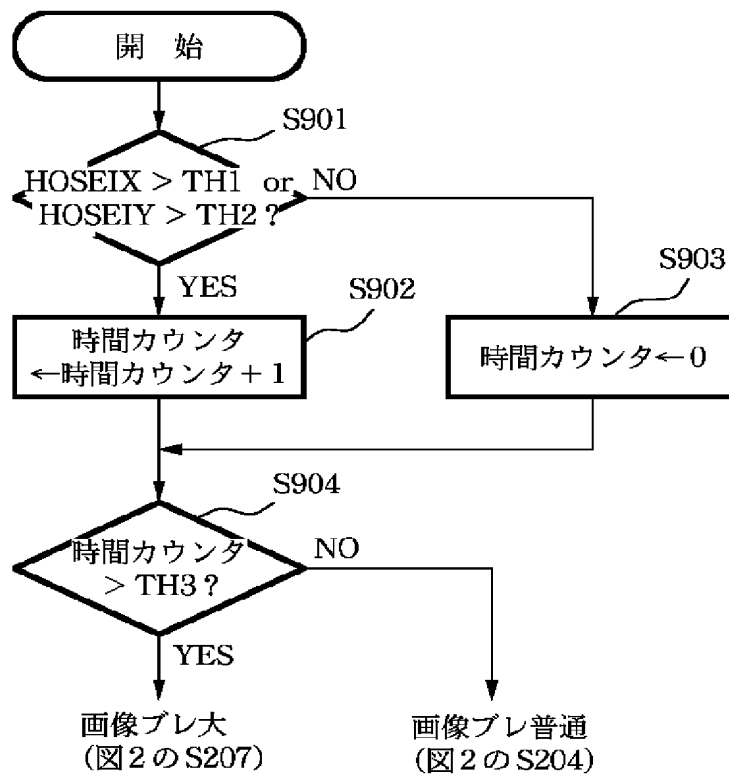 開 始
S901
HOSEIX > TH1 or
HOSEIY > TH2?
NO
YES
S902
S903
時間カウンタ
←時間カウンタ+1
時間カウンタ←0
S904
時間カウンタ
> TH3?
NO
YES
画像ブレ大
(図2のS207)
画像ブレ普通
(図2のS204)